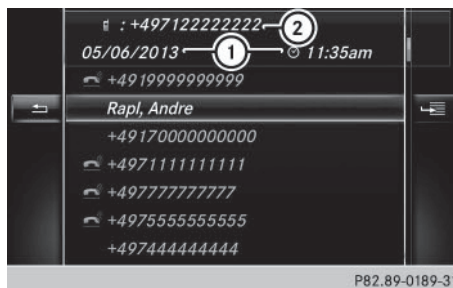 : +497122222222 2
05/06/2013 1 11:35am
+4919999999999
Rapl, Andre
+49170000000000
+4971111111111
+497777777777
+4975555555555
+497444444444
P82.89-0189-31